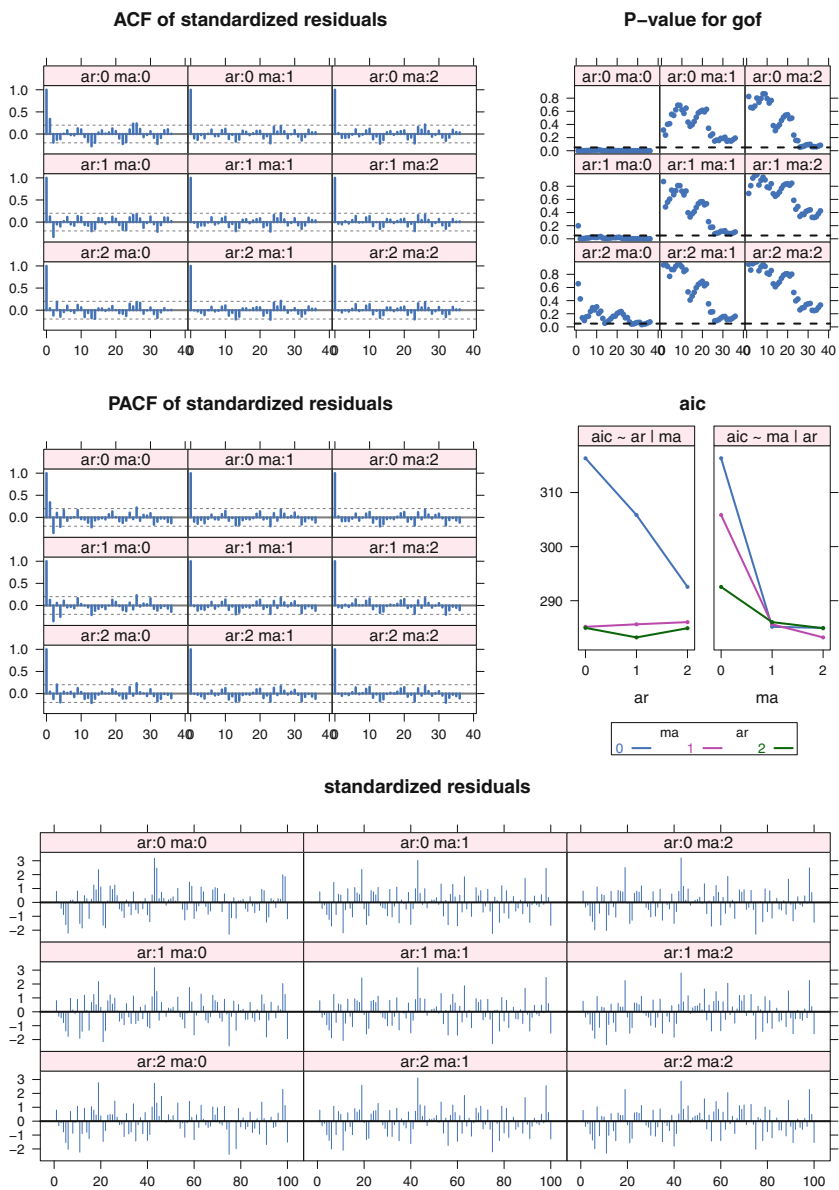 ACF of standardized residuals
ar:0 ma:0 ar:0 ma:1 ar:0 ma:2
1.0
0.5
0.0
ar:1 ma:0 ar:1 ma:1 ar:1 ma:2
1.0
0.5
0.0
ar:2 ma:0 ar:2 ma:1 ar:2 ma:2
1.0
0.5
0.0
0 10 20 30 40 0 10 20 30 40 0 10 20 30 40
P−value for gof
ar:0 ma:0 ar:0 ma:1 ar:0 ma:2
0.8
0.6
0.4
0.2
0.0
ar:1 ma:0 ar:1 ma:1 ar:1 ma:2
0.8
0.6
0.4
0.2
0.0
ar:2 ma:0 ar:2 ma:1 ar:2 ma:2
0.8
0.6
0.4
0.2
0.0
0 10 20 30 40 0 10 20 30 40 0 10 20 30 40
PACF of standardized residuals
ar:0 ma:0 ar:0 ma:1 ar:0 ma:2
1.0
0.5
0.0
ar:1 ma:0 ar:1 ma:1 ar:1 ma:2
1.0
0.5
0.0
ar:2 ma:0 ar:2 ma:1 ar:2 ma:2
1.0
0.5
0.0
0 10 20 30 40 0 10 20 30 40 0 10 20 30 40
aic
aic ~ ar | ma aic ~ ma | ar
310
300
290
0 1 2 0 1 2
ar ma
ma ar
0 1 2
standardized residuals
ar:0 ma:0 ar:0 ma:1 ar:0 ma:2
3
2
1
0
−1
−2
ar:1 ma:0 ar:1 ma:1 ar:1 ma:2
3
2
1
0
−1
−2
ar:2 ma:0 ar:2 ma:1 ar:2 ma:2
3
2
1
0
−1
−2
0 20 40 60 80 100 0 20 40 60 80 100 0 20 40 60 80 100